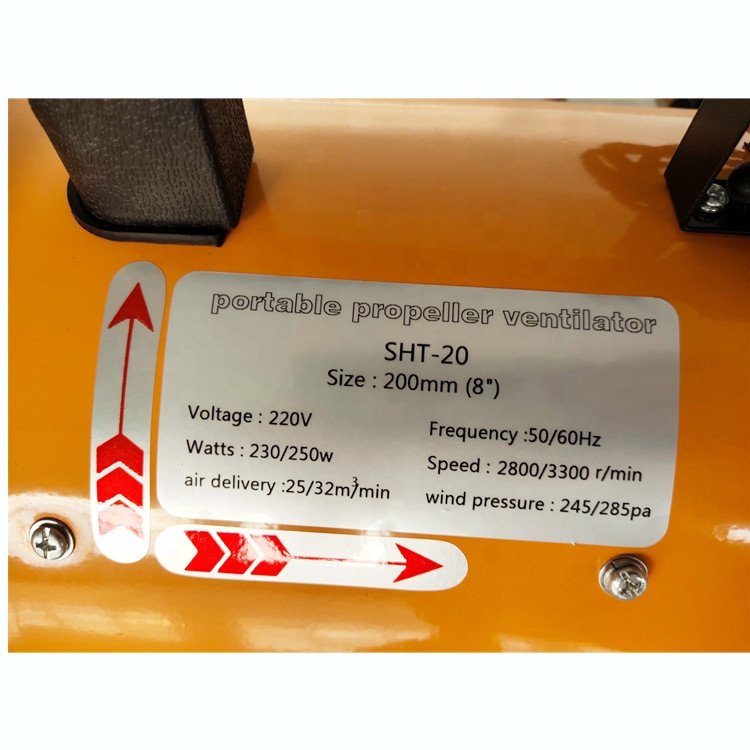 portable propeller ventilator
SHT-20
Size : 200mm (8")
Voltage : 220V
Frequency :50/60Hz
Watts : 230/250w
Speed : 2800/3300 r/min
air delivery :25/32m³/min
wind pressure : 245/285pa